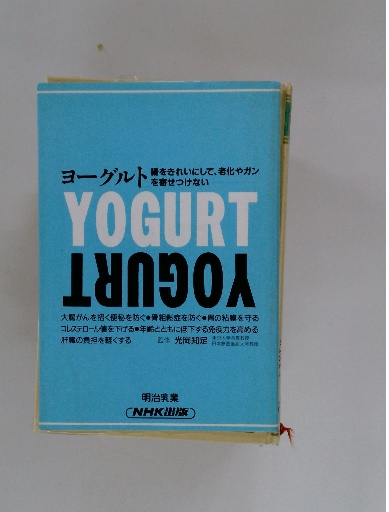 ヨーグルト 腸をきれいにして、老化やガン
を寄せつけない
YOGURT
YOGURT
大腸がんを招く便秘を防ぐ●骨粗鬆症を防ぐ●胃の粘膜を守る
コレステロール値を下げる●年齢とともに低下する免疫力を高める
肝臓の負担を軽くする 監修 光岡知足
明治乳業
NHK出版